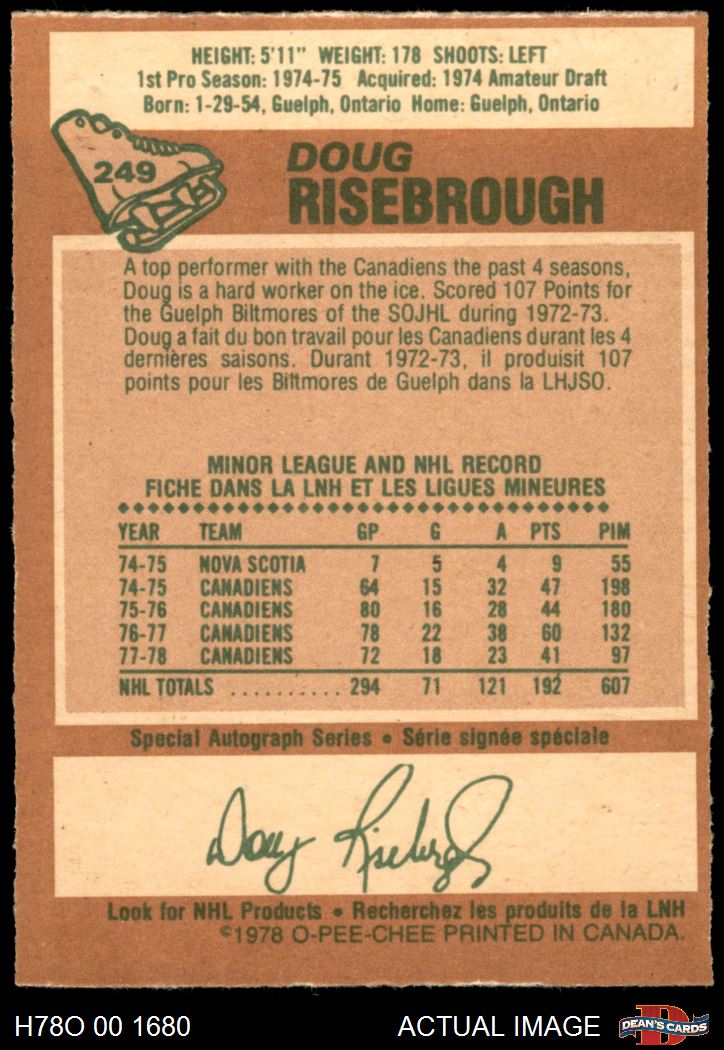 HEIGHT: 5'11" WEIGHT: 178 SHOOTS: LEFT
1st Pro Season: 1974-75 Acquired: 1974 Amateur Draft
Born: 1-29-54, Guelph, Ontario Home: Guelph, Ontario
249
DOUG
RISEBROUGH
A top performer with the Canadiens the past 4 seasons,
Doug is a hard worker on the ice. Scored 107 Points for
the Guelph Biltmores of the SOJHL during 1972-73.
Doug a fait du bon travail pour les Canadiens durant les 4
dernières saisons. Durant 1972-73, il produisit 107
points pour les Biltmores de Guelph dans la LHJSO.
MINOR LEAGUE AND NHL RECORD
FICHE DANS LA LNH ET LES LIGUES MINEURES
YEAR TEAM GP G A PTS PIM
74-75 NOVA SCOTIA 7 5 4 9 55
74-75 CANADIENS 64 15 32 47 198
75-76 CANADIENS 80 16 28 44 180
76-77 CANADIENS 78 22 38 60 132
77-78 CANADIENS 72 18 23 41 97
NHL TOTALS .......... 294 71 121 192 607
Special Autograph Series • Série signée spéciale
Doug Risebrough
Look for NHL Products • Recherchez les produits de la LNH
©1978 O-PEE-CHEE PRINTED IN CANADA.
H78O 00 1680 ACTUAL IMAGE D DEAN'S CARDS